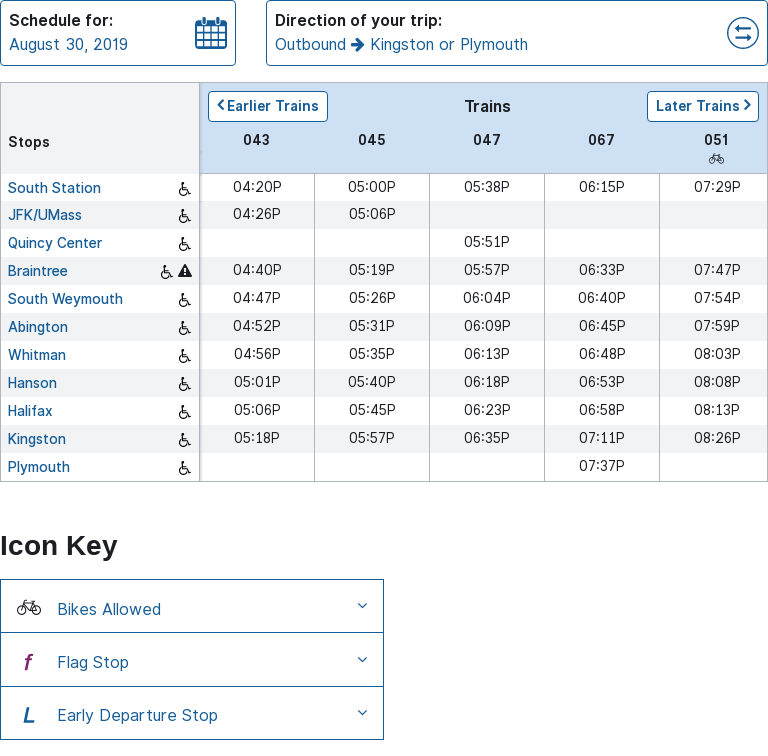 Schedule for:
August 30, 2019
Direction of your trip:
Outbound Kingston or Plymouth
Earlier Trains Trains Later Trains
Stops 043 045 047 067 051
South Station 04:20P 05:00P 05:38P 06:15P 07:29P
JFK/UMass 04:26P 05:06P
Quincy Center 05:51P
Braintree 04:40P 05:19P 05:57P 06:33P 07:47P
South Weymouth 04:47P 05:26P 06:04P 06:40P 07:54P
Abington 04:52P 05:31P 06:09P 06:45P 07:59P
Whitman 04:56P 05:35P 06:13P 06:48P 08:03P
Hanson 05:01P 05:40P 06:18P 06:53P 08:08P
Halifax 05:06P 05:45P 06:23P 06:58P 08:13P
Kingston 05:18P 05:57P 06:35P 07:11P 08:26P
Plymouth 07:37P
Icon Key
Bikes Allowed
f Flag Stop
L Early Departure Stop